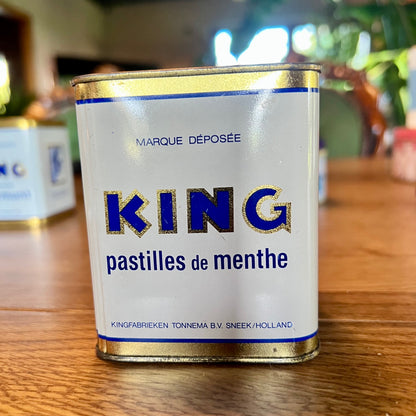 MARQUE DÉPOSÉE
KING
pastilles de menthe
KINGFABRIEKEN TONNEMA B.V. SNEEK/HOLLAND